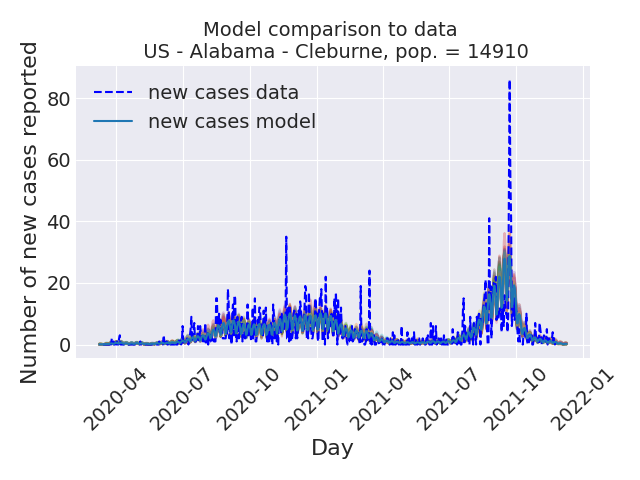 Model comparison to data
US - Alabama - Cleburne, pop. = 14910
Number of new cases reported
80
60
40
20
0
new cases data
new cases model
2020-04
2020-07
2020-10
2021-01
2021-04
2021-07
2021-10
2022-01
Day